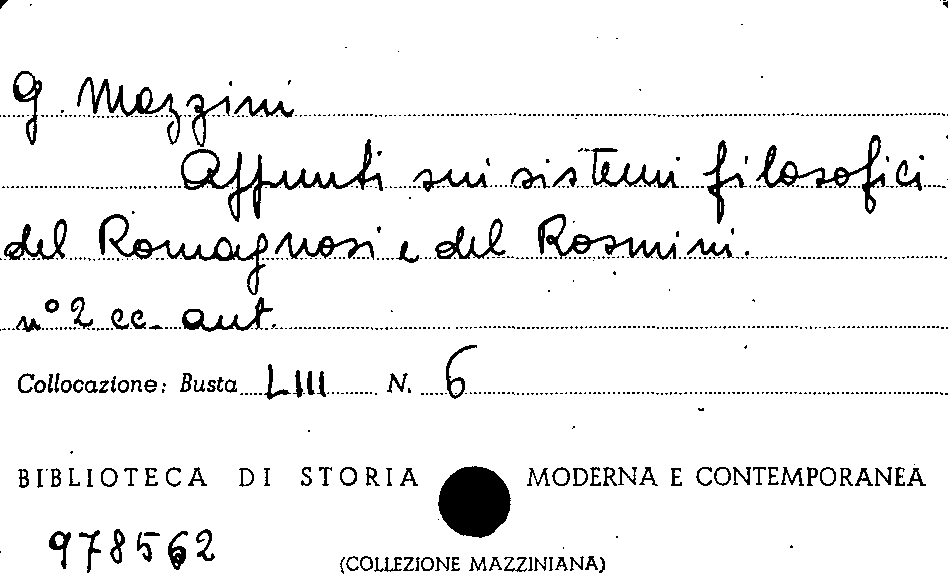 G. Mazzini
Appunti sui sistemi filosofici
del Romagnosi e del Rosmini.
n° 2 cc. aut.
Collocazione: Busta LIII N. 6
BIBLIOTECA DI STORIA MODERNA E CONTEMPORANEA
978562
(COLLEZIONE MAZZINIANA)